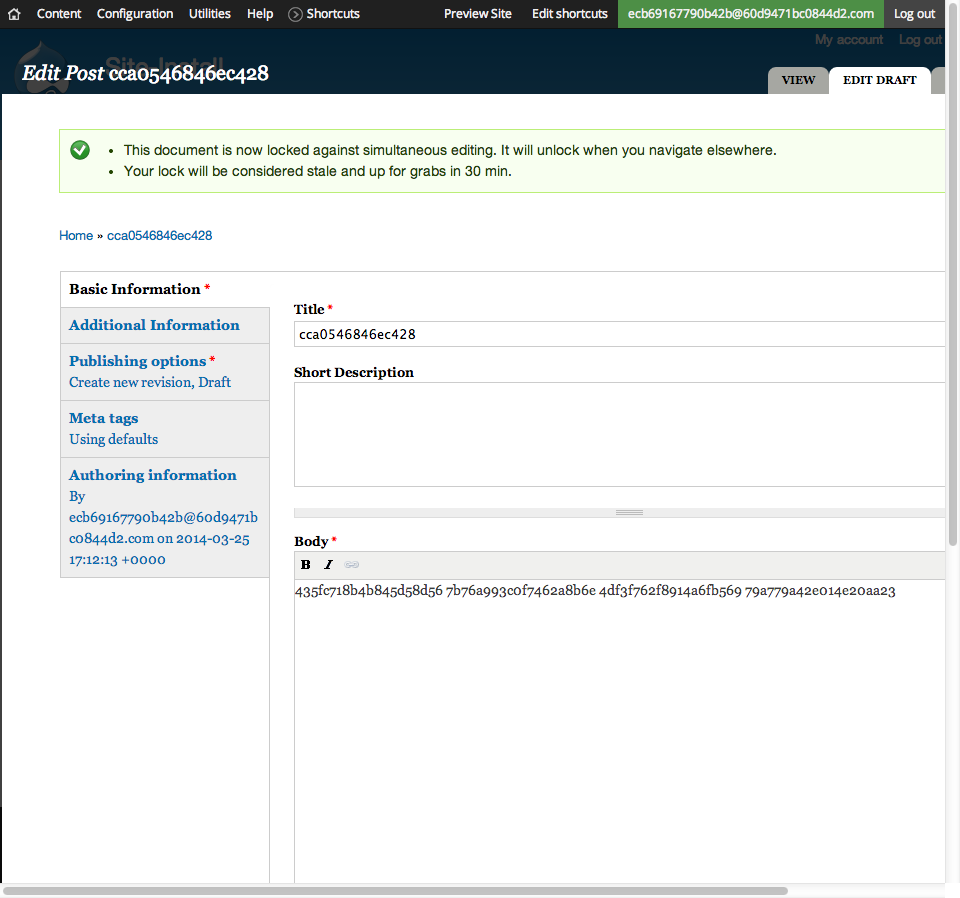 Content Configuration Utilities Help Shortcuts Preview Site Edit shortcuts ecb69167790b42b@60d9471bc0844d2.com Log out
My account Log out
Site-Install
Edit Post cca0546846ec428
VIEW EDIT DRAFT
This document is now locked against simultaneous editing. It will unlock when you navigate elsewhere.
Your lock will be considered stale and up for grabs in 30 min.
Home » cca0546846ec428
Basic Information *
Additional Information
Publishing options *
Create new revision, Draft
Meta tags
Using defaults
Authoring information
By
ecb69167790b42b@60d9471b
c0844d2.com on 2014-03-25
17:12:13 +0000
Title *
cca0546846ec428
Short Description
Body *
B I
435fc718b4b845d58d56 7b76a993c0f7462a8b6e 4df3f762f8914a6fb569 79a779a42e014e20aa23